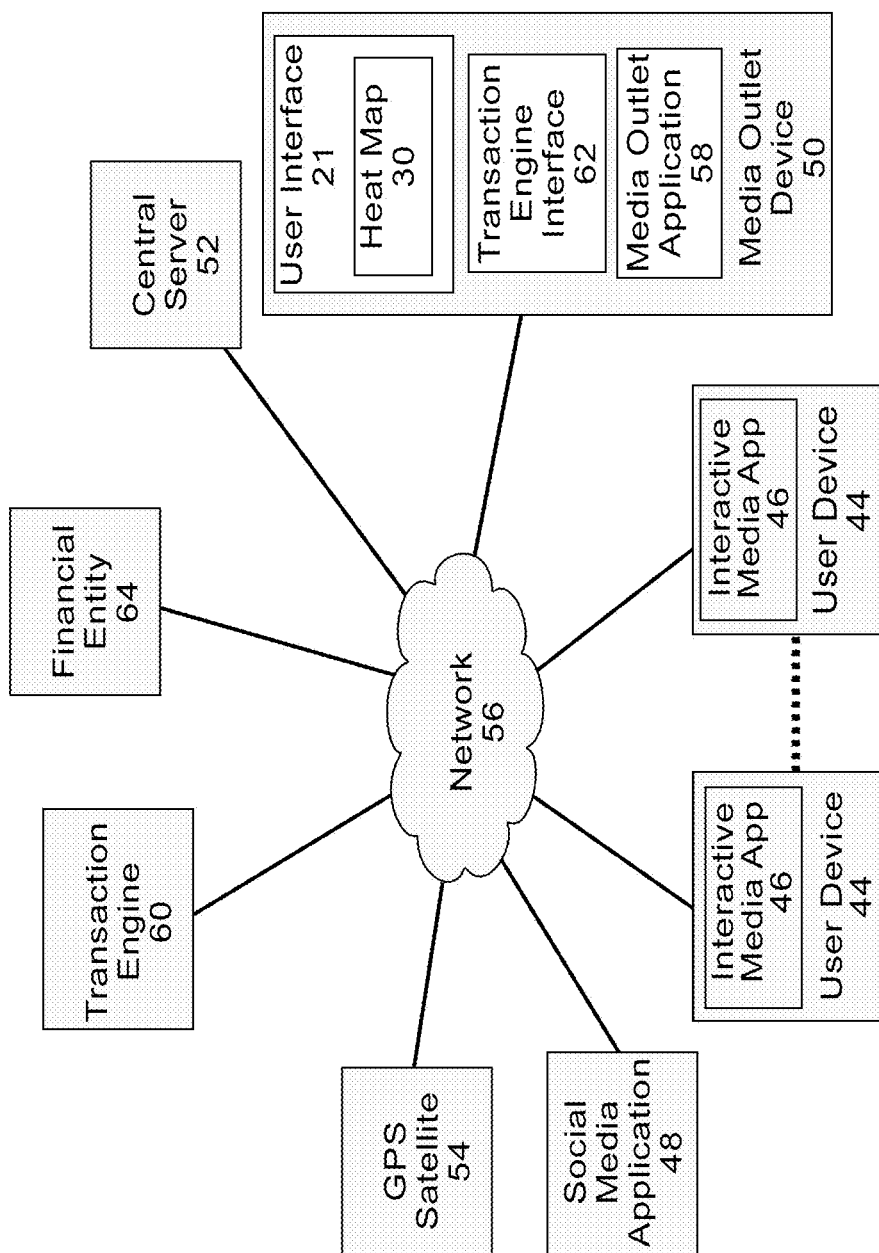 Transaction
Engine
60
Financial
Entity
64
Central
Server
52
GPS
Satellite
54
Network
56
User Interface
21
Heat Map
30
Transaction
Engine
Interface
62
Media Outlet
Application
58
Media Outlet
Device
50
Social
Media
Application
48
Interactive
Media App
46
User Device
44
Interactive
Media App
46
User Device
44